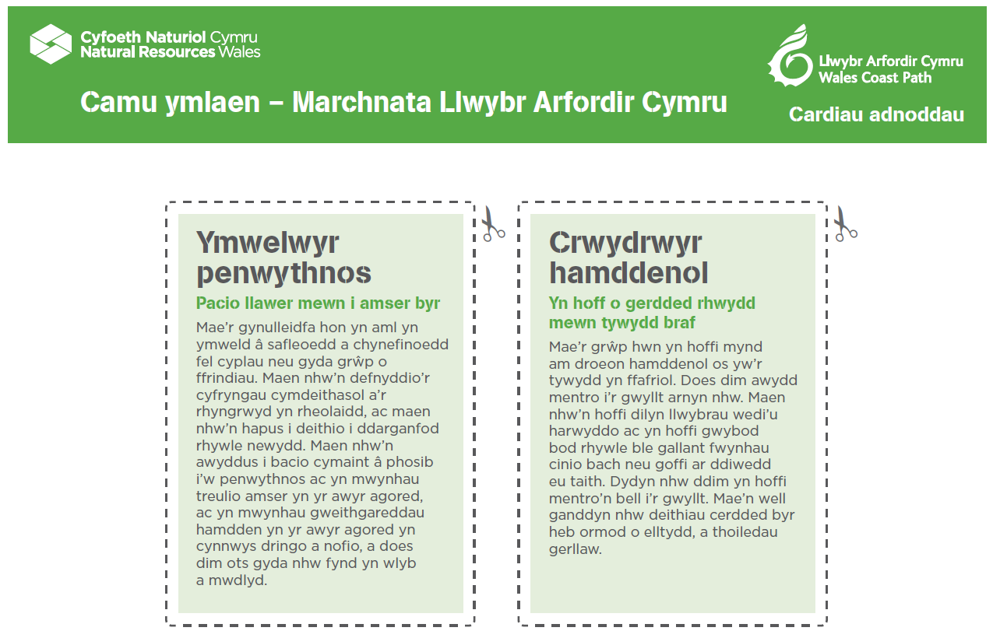 Cyfoeth Naturiol Cymru
Natural Resources Wales
Llwybr Arfordir Cymru
Wales Coast Path
Camu ymlaen – Marchnata Llwybr Arfordir Cymru
Cardiau adnoddau
Ymwelwyr
penwythnos
Pacio llawer mewn i amser byr
Mae'r gynulleidfa hon yn aml yn
ymweld â safleoedd a chynefinoedd
fel cyplau neu gyda grŵp o
ffrindiau. Maen nhw'n defnyddio'r
cyfryngau cymdeithasol a'r
rhyngrwyd yn rheolaidd, ac maen
nhw'n hapus i deithio i ddarganfod
rhywle newydd. Maen nhw'n
awyddus i bacio cymaint â phosib
i'w penwythnos ac yn mwynhau
treulio amser yn yr awyr agored,
ac yn mwynhau gweithgareddau
hamdden yn yr awyr agored yn
cynnwys dringo a nofio, a does
dim ots gyda nhw fynd yn wlyb
a mwdlyd.
Crwydrwyr
hamddenol
Yn hoff o gerdded rhwydd
mewn tywydd braf
Mae'r grŵp hwn yn hoffi mynd
am droeon hamddenol os yw'r
tywydd yn ffafriol. Does dim awydd
mentro i'r gwyllt arnyn nhw. Maen
nhw'n hoffi dilyn llwybrau wedi'u
harwyddo ac yn hoffi gwybod
bod rhywle ble gallant fwynhau
cinio bach neu goffi ar ddiwedd
eu taith. Dydyn nhw ddim yn hoffi
mentro'n bell i'r gwyllt. Mae'n well
ganddyn nhw deithiau cerdded byr
heb ormod o elltydd, a thoiledau
gerllaw.